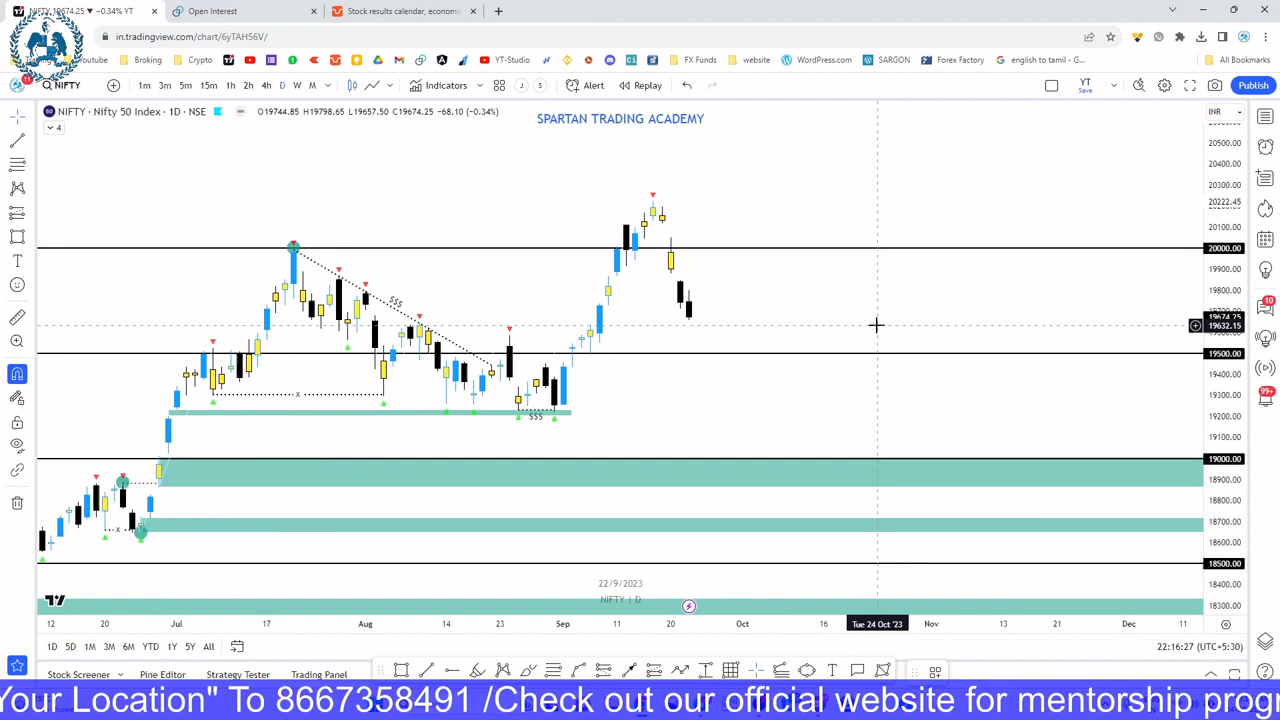 NIFTY 19674.25 ▼ −0.34% YT
Open Interest
Stock results calendar, economic
in.tradingview.com/chart/6yTAH56V/
Youtube
Broking
Crypto
YT-Studio
FX Funds
website
WordPress.com
SARGON
Forex Factory
english to tamil - G...
All Bookmarks
11
NIFTY
1m 3m 5m 15m 1h 2h 4h D W M
Indicators
J
S
Alert
Replay
YT
Save
Publish
NIFTY · Nifty 50 Index · 1D · NSE
O19744.85 H19798.65 L19657.50 C19674.25 −68.10 (−0.34%)
SPARTAN TRADING ACADEMY
INR
4
20500.00
20400.00
20300.00
20222.45
20100.00
20000.00
19900.00
19800.00
19674.25
19632.15
19500.00
19400.00
19300.00
19200.00
19100.00
19000.00
18900.00
18800.00
18700.00
18600.00
18500.00
18400.00
18300.00
$$$
x
$$$
x
10
99+
22/9/2023
NIFTY | D
12 20 Jul 17 Aug 14 23 Sep 11 20 Oct 16 Tue 24 Oct '23 Nov 13 21 Dec 11
1D 5D 1M 3M 6M YTD 1Y 5Y All
22:16:27 (UTC+5:30)
Stock Screener
Pine Editor
Strategy Tester
Trading Panel
Your Location" To 8667358491 /Check out our official website for mentorship progr